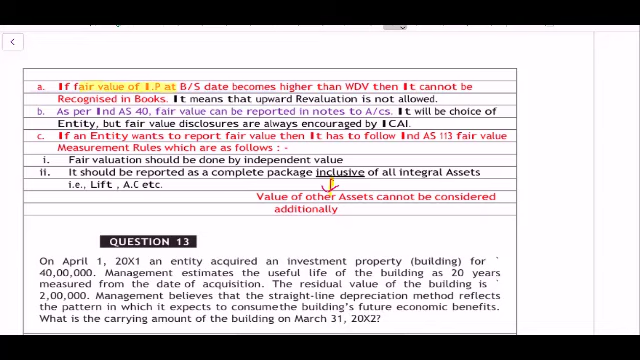 a. If fair value of I.P at B/S date becomes higher than WDV then It cannot be
Recognised in Books. It means that upward Revaluation is not allowed.
b. As per Ind AS 40, fair value can be reported in notes to A/cs. It will be choice of
Entity, but Fair value disclosures are always encouraged by ICAI.
c. If an Entity wants to report fair value then It has to follow Ind AS 113 fair value
Measurement Rules which are as follows: -
i. Fair valuation should be done by independent value
ii. It should be reported as a complete package inclusive of all integral Assets
i.e., Lift , A.C etc.
Value of other Assets cannot be considered
additionally
QUESTION 13
On April 1, 20X1 an entity acquired an investment property (building) for `
40,00,000. Management estimates the useful life of the building as 20 years
measured from the date of acquisition. The residual value of the building is `
2,00,000. Management believes that the straight-line depreciation method reflects
the pattern in which it expects to consume the building's future economic benefits.
What is the carrying amount of the building on March 31, 20X2?